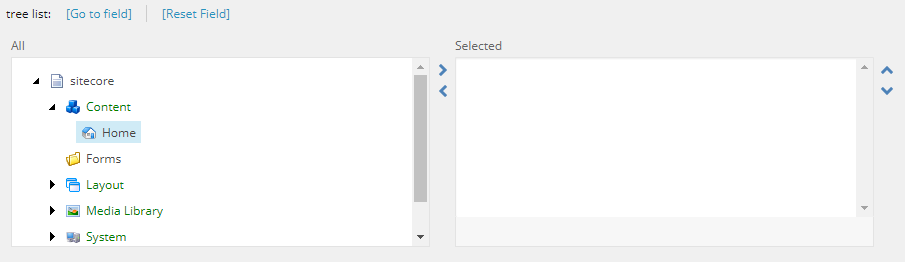 tree list: [Go to field] [Reset Field]
All
Selected
sitecore
Content
Home
Forms
Layout
Media Library
System